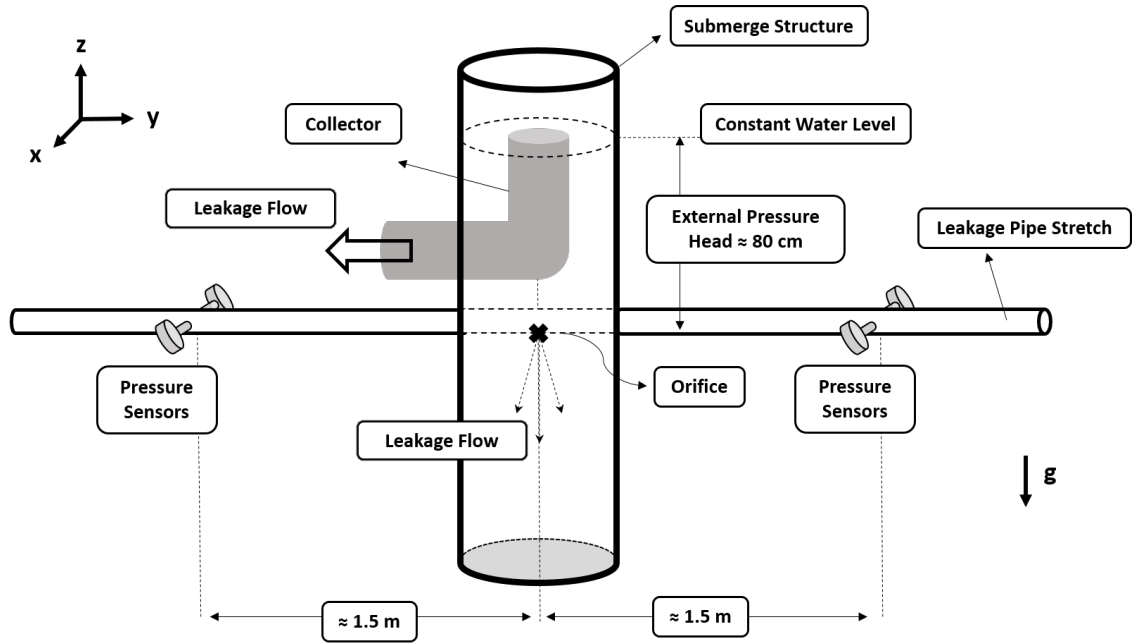 Submerge Structure
z
y
x
Collector
Constant Water Level
Leakage Flow
External Pressure
Head ≈ 80 cm
Leakage Pipe Stretch
Pressure
Sensors
Orifice
Pressure
Sensors
Leakage Flow
g
≈ 1.5 m
≈ 1.5 m